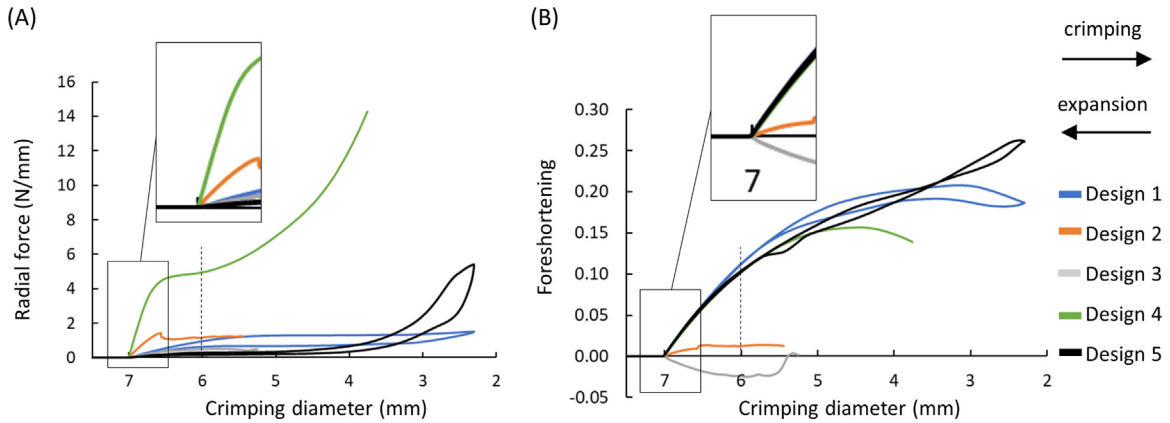 (A)
Radial force (N/mm)
16
14
12
10
8
6
4
2
0
7 6 5 4 3 2
Crimping diameter (mm)
(B)
Foreshortening
0.30
0.25
0.20
0.15
0.10
0.05
0.00
-0.05
7
7 6 5 4 3 2
Crimping diameter (mm)
crimping
expansion
Design 1
Design 2
Design 3
Design 4
Design 5